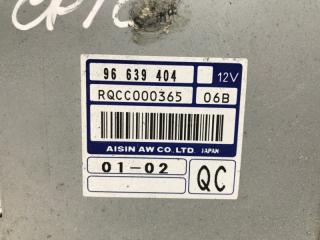 96 639 404 12V
RQCC000365 06B
AISIN AW CO.,LTD. JAPAN
01-02 QC